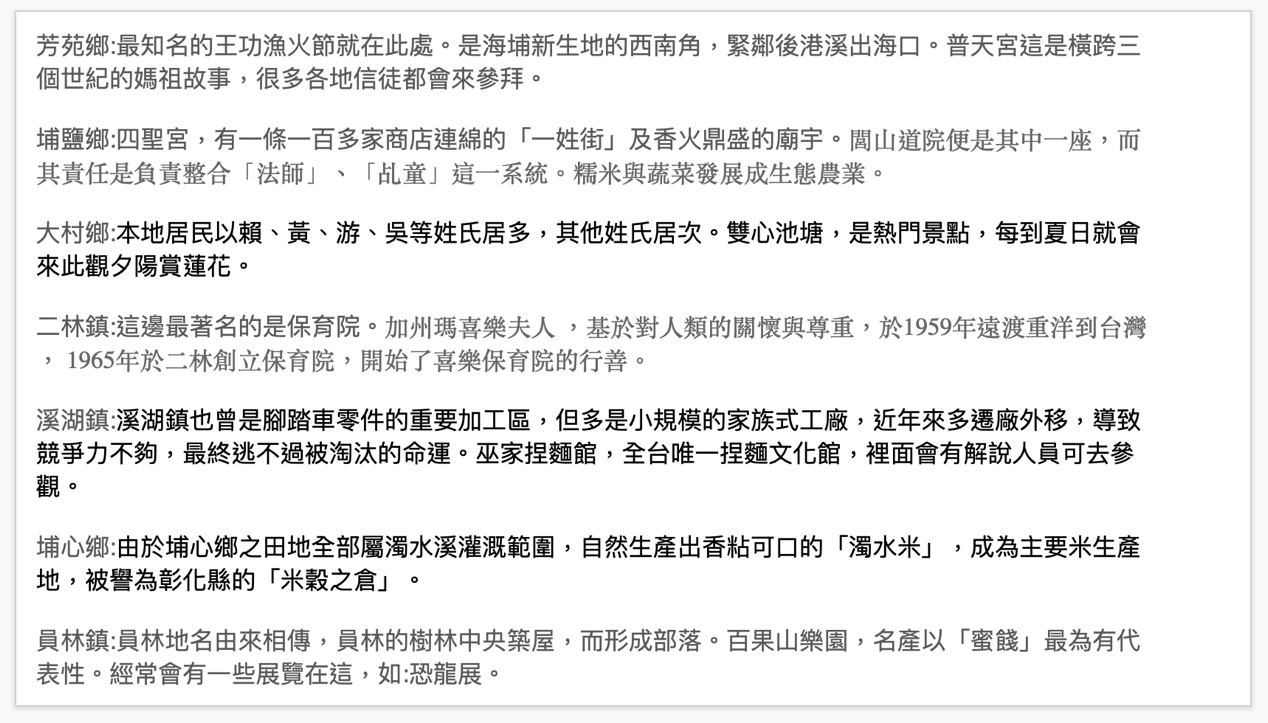 芳苑鄉:最知名的王功漁火節就在此處。是海埔新生地的西南角，緊鄰後港溪出海口。普天宮這是橫跨三
個世紀的媽祖故事，很多各地信徒都會來參拜。
埔鹽鄉:四聖宮，有一條一百多家商店連綿的「一姓街」及香火鼎盛的廟宇。閭山道院便是其中一座，而
其責任是負責整合「法師」、「乩童」這一系統。糯米與蔬菜發展成生態農業。
大村鄉:本地居民以賴、黃、游、吳等姓氏居多，其他姓氏居次。雙心池塘，是熱門景點，每到夏日就會
來此觀夕陽賞蓮花。
二林鎮:這邊最著名的是保育院。加州瑪喜樂夫人 ，基於對人類的關懷與尊重，於1959年遠渡重洋到台灣
， 1965年於二林創立保育院，開始了喜樂保育院的行善。
溪湖鎮:溪湖鎮也曾是腳踏車零件的重要加工區，但多是小規模的家族式工廠，近年來多遷廠外移，導致
競爭力不夠，最終逃不過被淘汰的命運。巫家捏麵館，全台唯一捏麵文化館，裡面會有解說人員可去參
觀。
埔心鄉:由於埔心鄉之田地全部屬濁水溪灌溉範圍，自然生產出香粘可口的「濁水米」，成為主要米生產
地，被譽為彰化縣的「米穀之倉」。
員林鎮:員林地名由來相傳，員林的樹林中央築屋，而形成部落。百果山樂園，名產以「蜜餞」最為有代
表性。經常會有一些展覽在這，如:恐龍展。